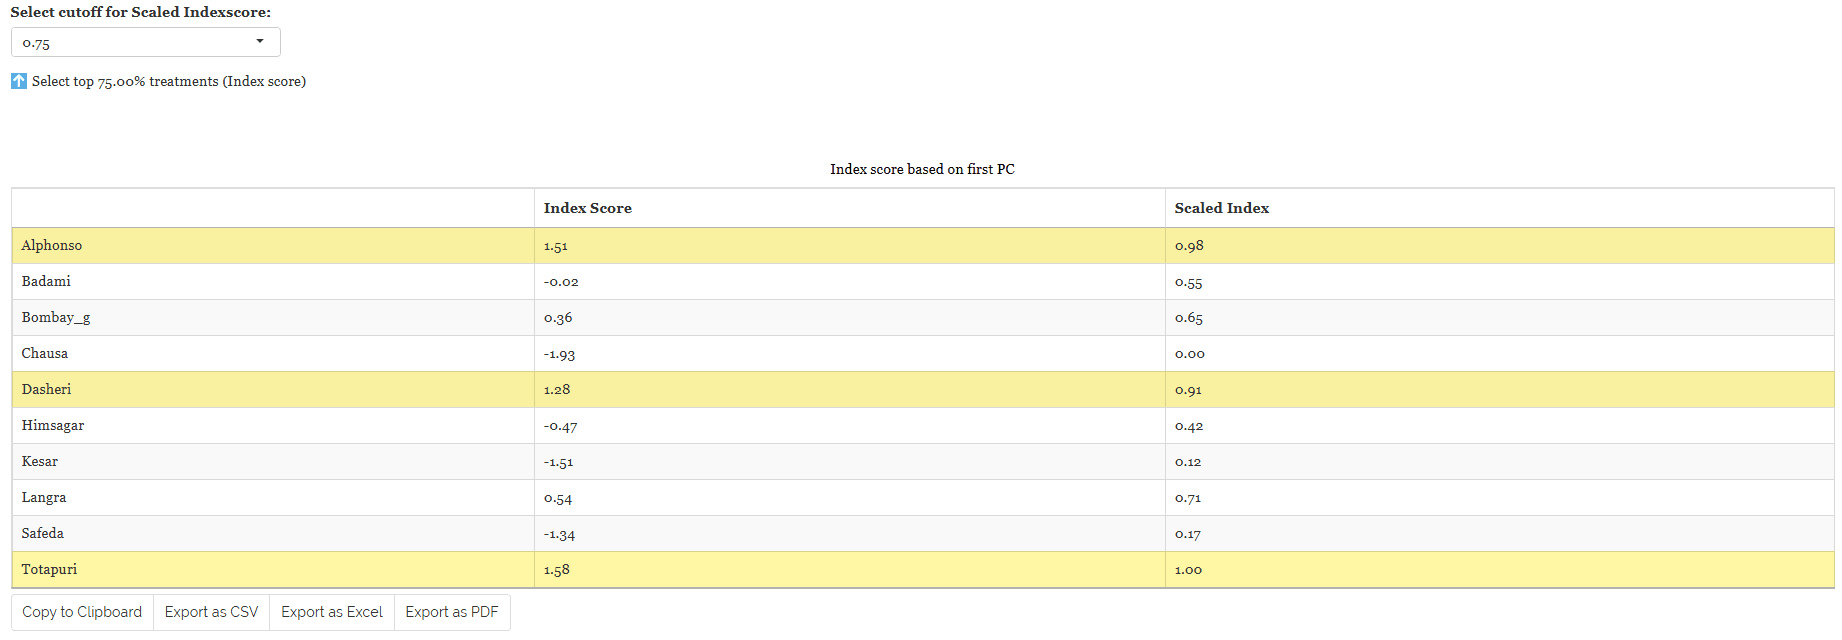 Select cutoff for Scaled Indexscore:
0.75
Select top 75.00% treatments (Index score)
Index score based on first PC
Index Score Scaled Index
Alphonso 1.51 0.98
Badami -0.02 0.55
Bombay_g 0.36 0.65
Chausa -1.93 0.00
Dasheri 1.28 0.91
Himsagar -0.47 0.42
Kesar -1.51 0.12
Langra 0.54 0.71
Safeda -1.34 0.17
Totapuri 1.58 1.00
Copy to Clipboard Export as CSV Export as Excel Export as PDF